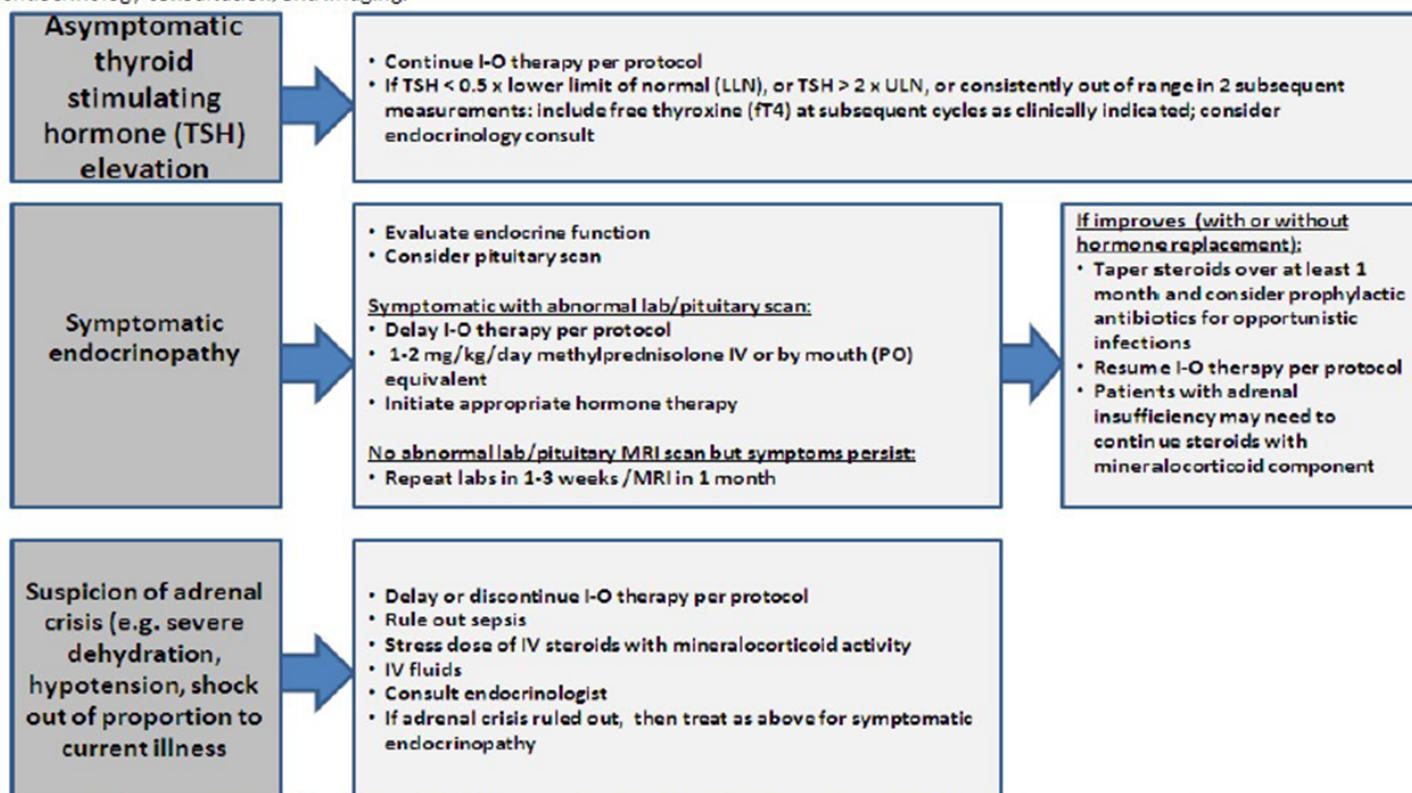 Asymptomatic
thyroid
stimulating
hormone (TSH)
elevation
• Continue I-O therapy per protocol
• If TSH < 0.5 x lower limit of normal (LLN), or TSH > 2 x ULN, or consistently out of range in 2 subsequent
measurements: include free thyroxine (fT4) at subsequent cycles as clinically indicated; consider
endocrinology consult
Symptomatic
endocrinopathy
• Evaluate endocrine function
• Consider pituitary scan
Symptomatic with abnormal lab/pituitary scan:
• Delay I-O therapy per protocol
• 1-2 mg/kg/day methylprednisolone IV or by mouth (PO)
equivalent
• Initiate appropriate hormone therapy
No abnormal lab/pituitary MRI scan but symptoms persist:
• Repeat labs in 1-3 weeks /MRI in 1 month
If improves (with or without
hormone replacement):
• Taper steroids over at least 1
month and consider prophylactic
antibiotics for opportunistic
infections
• Resume I-O therapy per protocol
• Patients with adrenal
insufficiency may need to
continue steroids with
mineralocorticoid component
Suspicion of adrenal
crisis (e.g. severe
dehydration,
hypotension, shock
out of proportion to
current illness
• Delay or discontinue I-O therapy per protocol
• Rule out sepsis
• Stress dose of IV steroids with mineralocorticoid activity
• IV fluids
• Consult endocrinologist
• If adrenal crisis ruled out, then treat as above for symptomatic
endocrinopathy